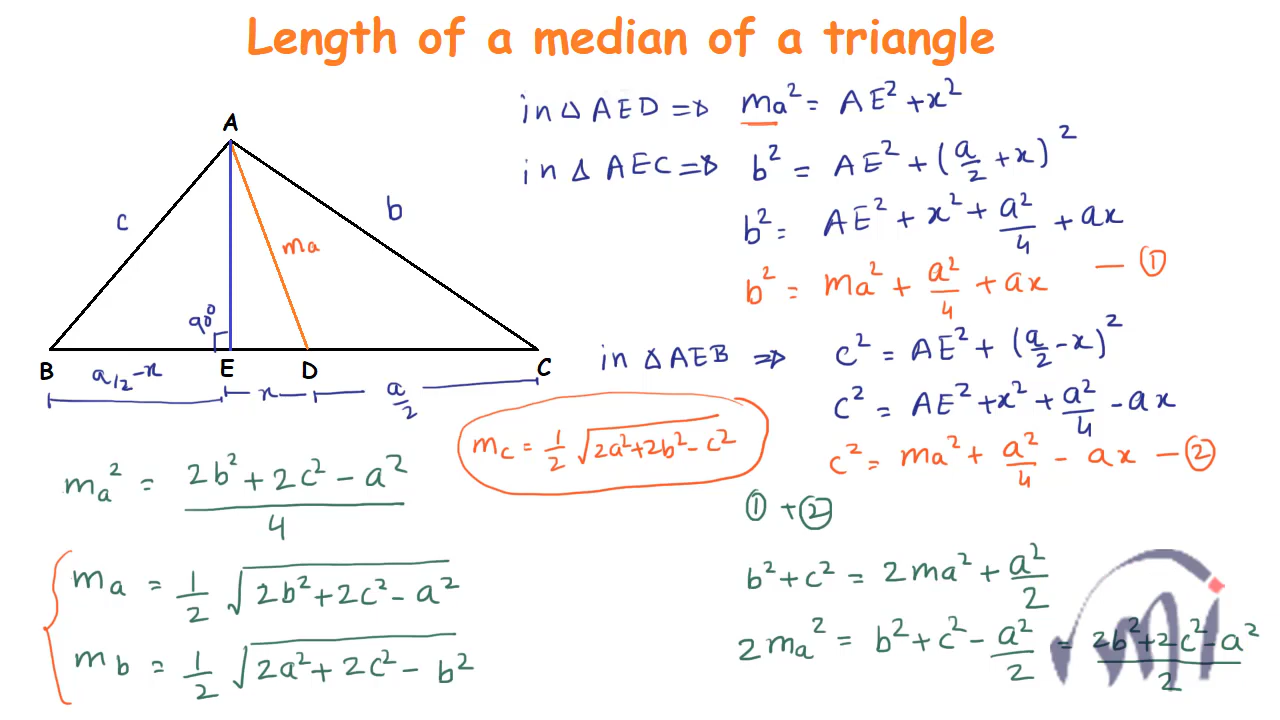 Length of a median of a triangle
in △ AED ⇒ ma² = AE² + x²
in △ AEC ⇒ b² = AE² + (a/2 + x)²
b² = AE² + x² + a²/4 + ax
b² = ma² + a²/4 + ax — ①
in △ AEB ⇒ c² = AE² + (a/2 - x)²
c² = AE² + x² + a²/4 - ax
c² = ma² + a²/4 - ax — ②
① + ②
b² + c² = 2ma² + a²/2
2ma² = b² + c² - a²/2 = (2b² + 2c² - a²)/2
A
c
b
ma
90°
B
E
D
C
a/2 - x
x
a/2
mc = 1/2 √(2a² + 2b² - c²)
ma² = (2b² + 2c² - a²)/4
ma = 1/2 √(2b² + 2c² - a²)
mb = 1/2 √(2a² + 2c² - b²)